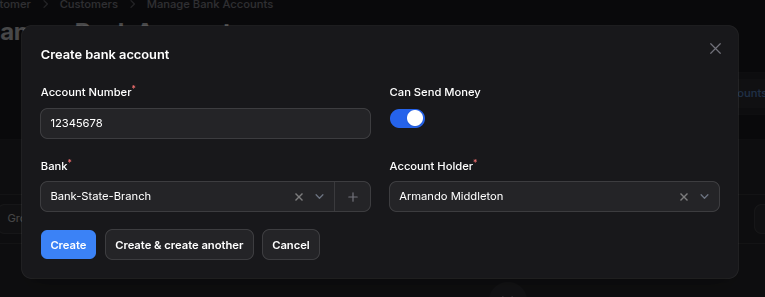 Customers > Manage Bank Accounts
Create bank account
Account Number*
Can Send Money
12345678
Bank*
Account Holder*
Bank-State-Branch
Armando Middleton
Create
Create & create another
Cancel